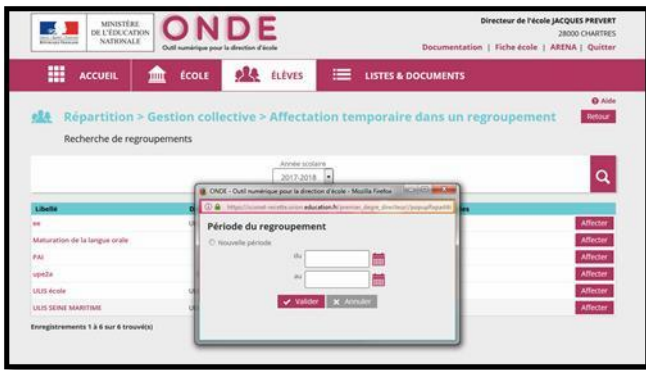 MINISTÈRE
DE L'ÉDUCATION
NATIONALE
ONDE
Outil numérique pour la direction d'école
Directeur de l'école JACQUES PREVERT
28000 CHARTRES
Documentation | Fiche école | ARENA | Quitter
ACCUEIL ÉCOLE ÉLÈVES LISTES & DOCUMENTS
Aide
Répartition > Gestion collective > Affectation temporaire dans un regroupement
Retour
Recherche de regroupements
Année scolaire
2017-2018
ONDE - Outil numérique pour la direction d'école - Mozilla Firefox
Période du regroupement
Nouvelle période
du
au
Valider Annuler
Libellé
ee Affecter
Maturation de la langue orale Affecter
PAI Affecter
upe2a Affecter
ULIS école Affecter
ULIS SEINE MARITIME Affecter
Enregistrements 1 à 6 sur 6 trouvé(s)